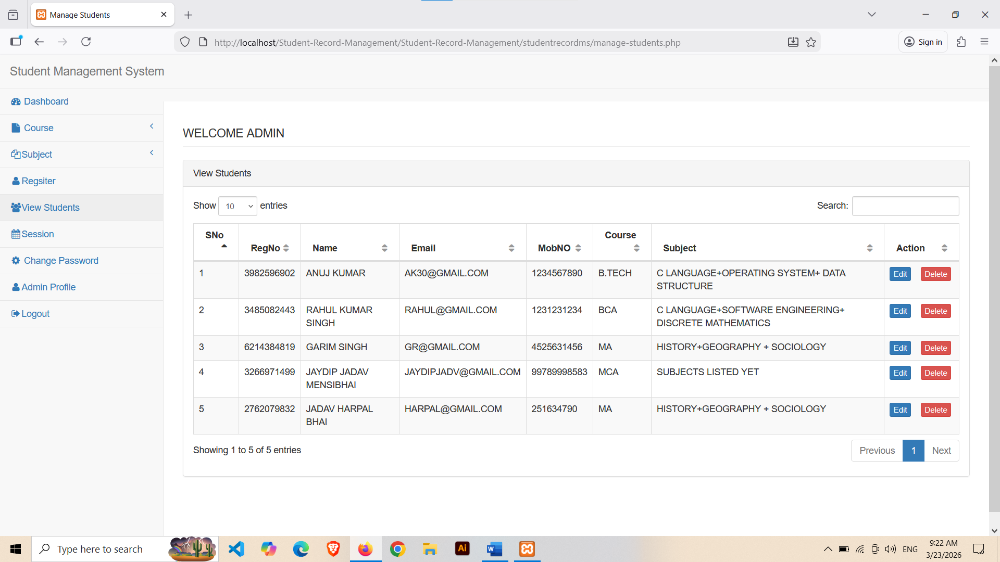 Manage Students
http://localhost/Student-Record-Management/Student-Record-Management/studentrecordms/manage-students.php
Sign in
Student Management System
Dashboard
Course
Subject
Regsiter
View Students
Session
Change Password
Admin Profile
Logout
WELCOME ADMIN
View Students
Show 10 entries
Search:
SNo RegNo Name Email MobNO Course Subject Action
1 3982596902 ANUJ KUMAR AK30@GMAIL.COM 1234567890 B.TECH C LANGUAGE+OPERATING SYSTEM+ DATA Edit Delete
STRUCTURE
2 3485082443 RAHUL KUMAR RAHUL@GMAIL.COM 1231231234 BCA C LANGUAGE+SOFTWARE ENGINEERING+ Edit Delete
SINGH DISCRETE MATHEMATICS
3 6214384819 GARIM SINGH GR@GMAIL.COM 4525631456 MA HISTORY+GEOGRAPHY + SOCIOLOGY Edit Delete
4 3266971499 JAYDIP JADAV JAYDIPJADV@GMAIL.COM 99789998583 MCA SUBJECTS LISTED YET Edit Delete
MENSIBHAI
5 2762079832 JADAV HARPAL HARPAL@GMAIL.COM 251634790 MA HISTORY+GEOGRAPHY + SOCIOLOGY Edit Delete
BHAI
Showing 1 to 5 of 5 entries
Previous 1 Next
Type here to search
Ai
W
ENG
9:22 AM
3/23/2026